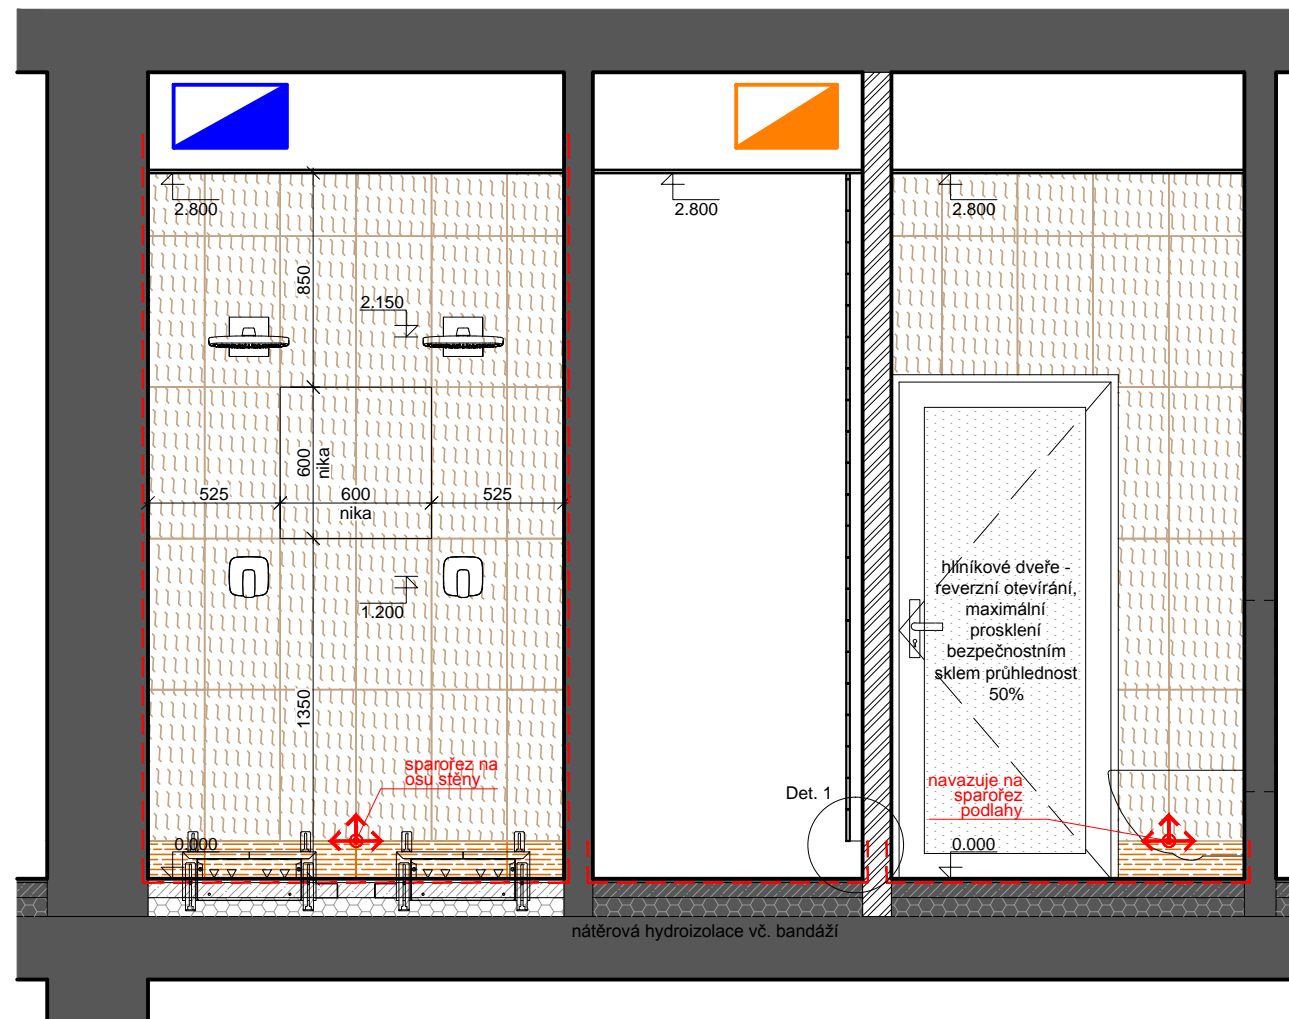 2.800
2.800
2.800
850
2.150
600
nika
525
600
525
nika
1.200
1350
hliníkové dveře -
reverzní otevírání,
maximální
prosklení
bezpečnostním
sklem průhlednost
50%
spařořez na
osu stěny
Det. 1
navazuje na
spařořez
podlahy
0.000
0.000
nátěrová hydroizolace vč. bandáží